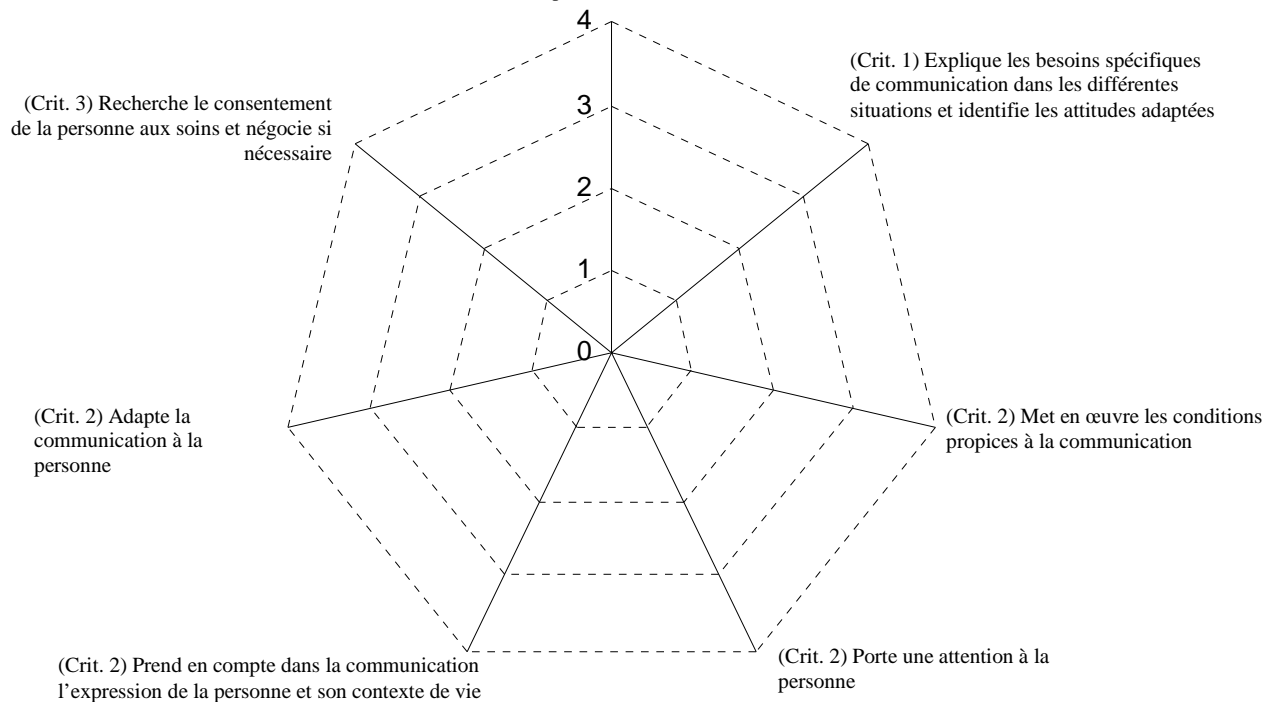 4
3
2
1
0
(Crit. 1) Explique les besoins spécifiques
de communication dans les différentes
situations et identifie les attitudes adaptées
(Crit. 3) Recherche le consentement
de la personne aux soins et négocie si
nécessaire
(Crit. 2) Adapte la
communication à la
personne
(Crit. 2) Met en œuvre les conditions
propices à la communication
(Crit. 2) Prend en compte dans la communication
l’expression de la personne et son contexte de vie
(Crit. 2) Porte une attention à la
personne